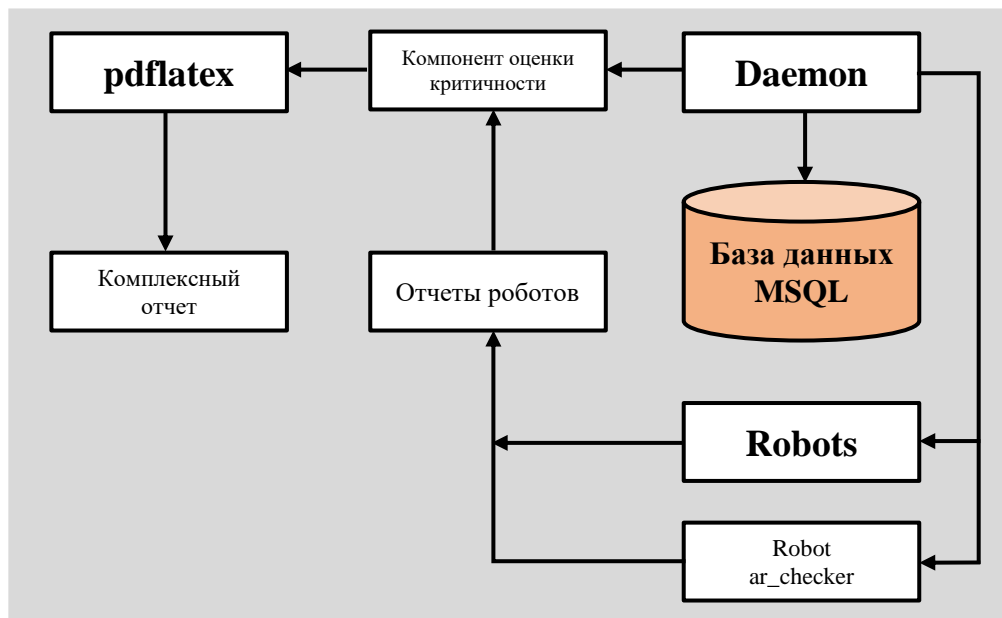 pdflatex
Компонент оценки
критичности
Daemon
База данных
MSQL
Комплексный
отчет
Отчеты роботов
Robots
Robot
ar_checker